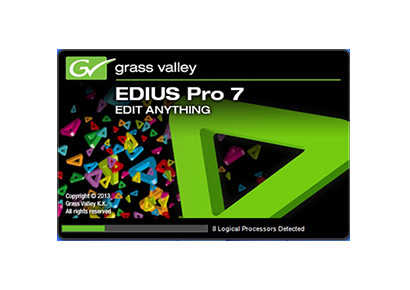 grass valley
EDIUS Pro 7
EDIT ANYTHING
Copyright © 2013
Grass Valley K.K.
All rights reserved
8 Logical Processors Detected